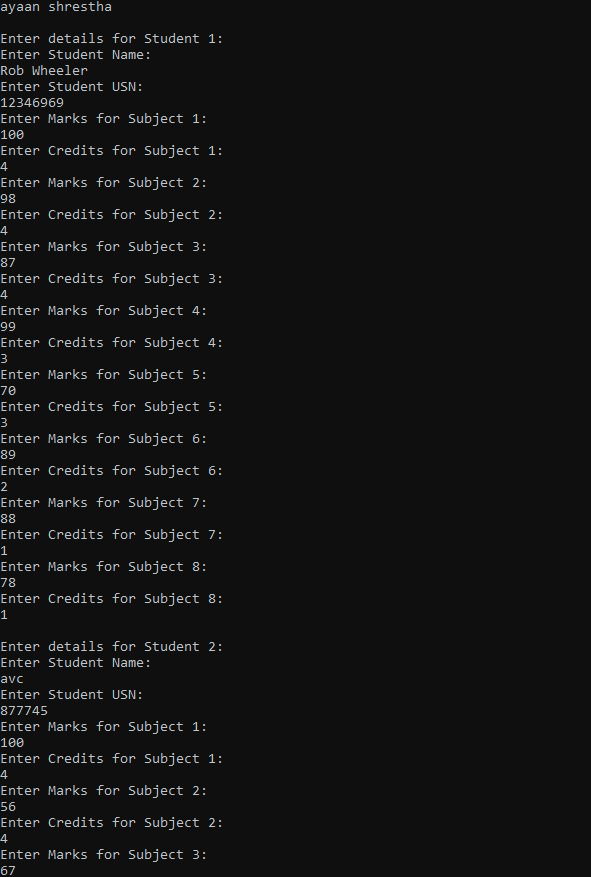 ayaan shrestha
Enter details for Student 1:
Enter Student Name:
Rob Wheeler
Enter Student USN:
12346969
Enter Marks for Subject 1:
100
Enter Credits for Subject 1:
4
Enter Marks for Subject 2:
98
Enter Credits for Subject 2:
4
Enter Marks for Subject 3:
87
Enter Credits for Subject 3:
4
Enter Marks for Subject 4:
99
Enter Credits for Subject 4:
3
Enter Marks for Subject 5:
70
Enter Credits for Subject 5:
3
Enter Marks for Subject 6:
89
Enter Credits for Subject 6:
2
Enter Marks for Subject 7:
88
Enter Credits for Subject 7:
1
Enter Marks for Subject 8:
78
Enter Credits for Subject 8:
1
Enter details for Student 2:
Enter Student Name:
avc
Enter Student USN:
877745
Enter Marks for Subject 1:
100
Enter Credits for Subject 1:
4
Enter Marks for Subject 2:
56
Enter Credits for Subject 2:
4
Enter Marks for Subject 3:
67